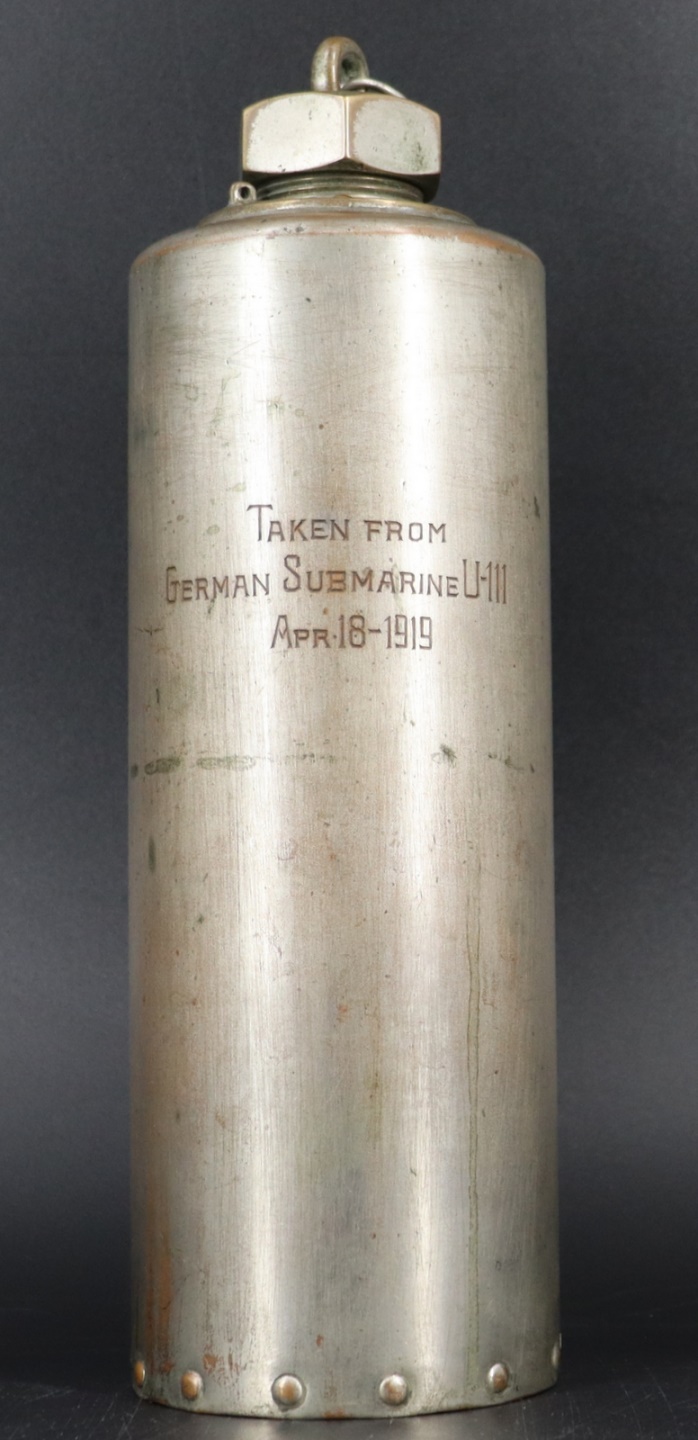 Taken from
German Submarine U-111
Apr. 18-1919